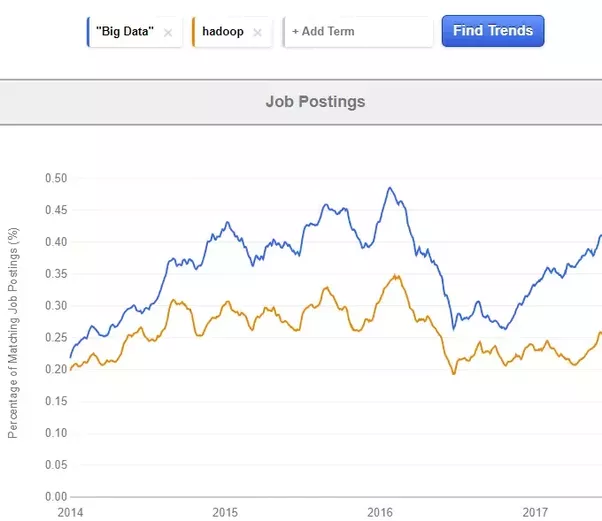 "Big Data" × hadoop × + Add Term Find Trends
Job Postings
Percentage of Matching Job Postings (%)
0.50
0.45
0.40
0.35
0.30
0.25
0.20
0.15
0.10
0.05
0.00
2014 2015 2016 2017